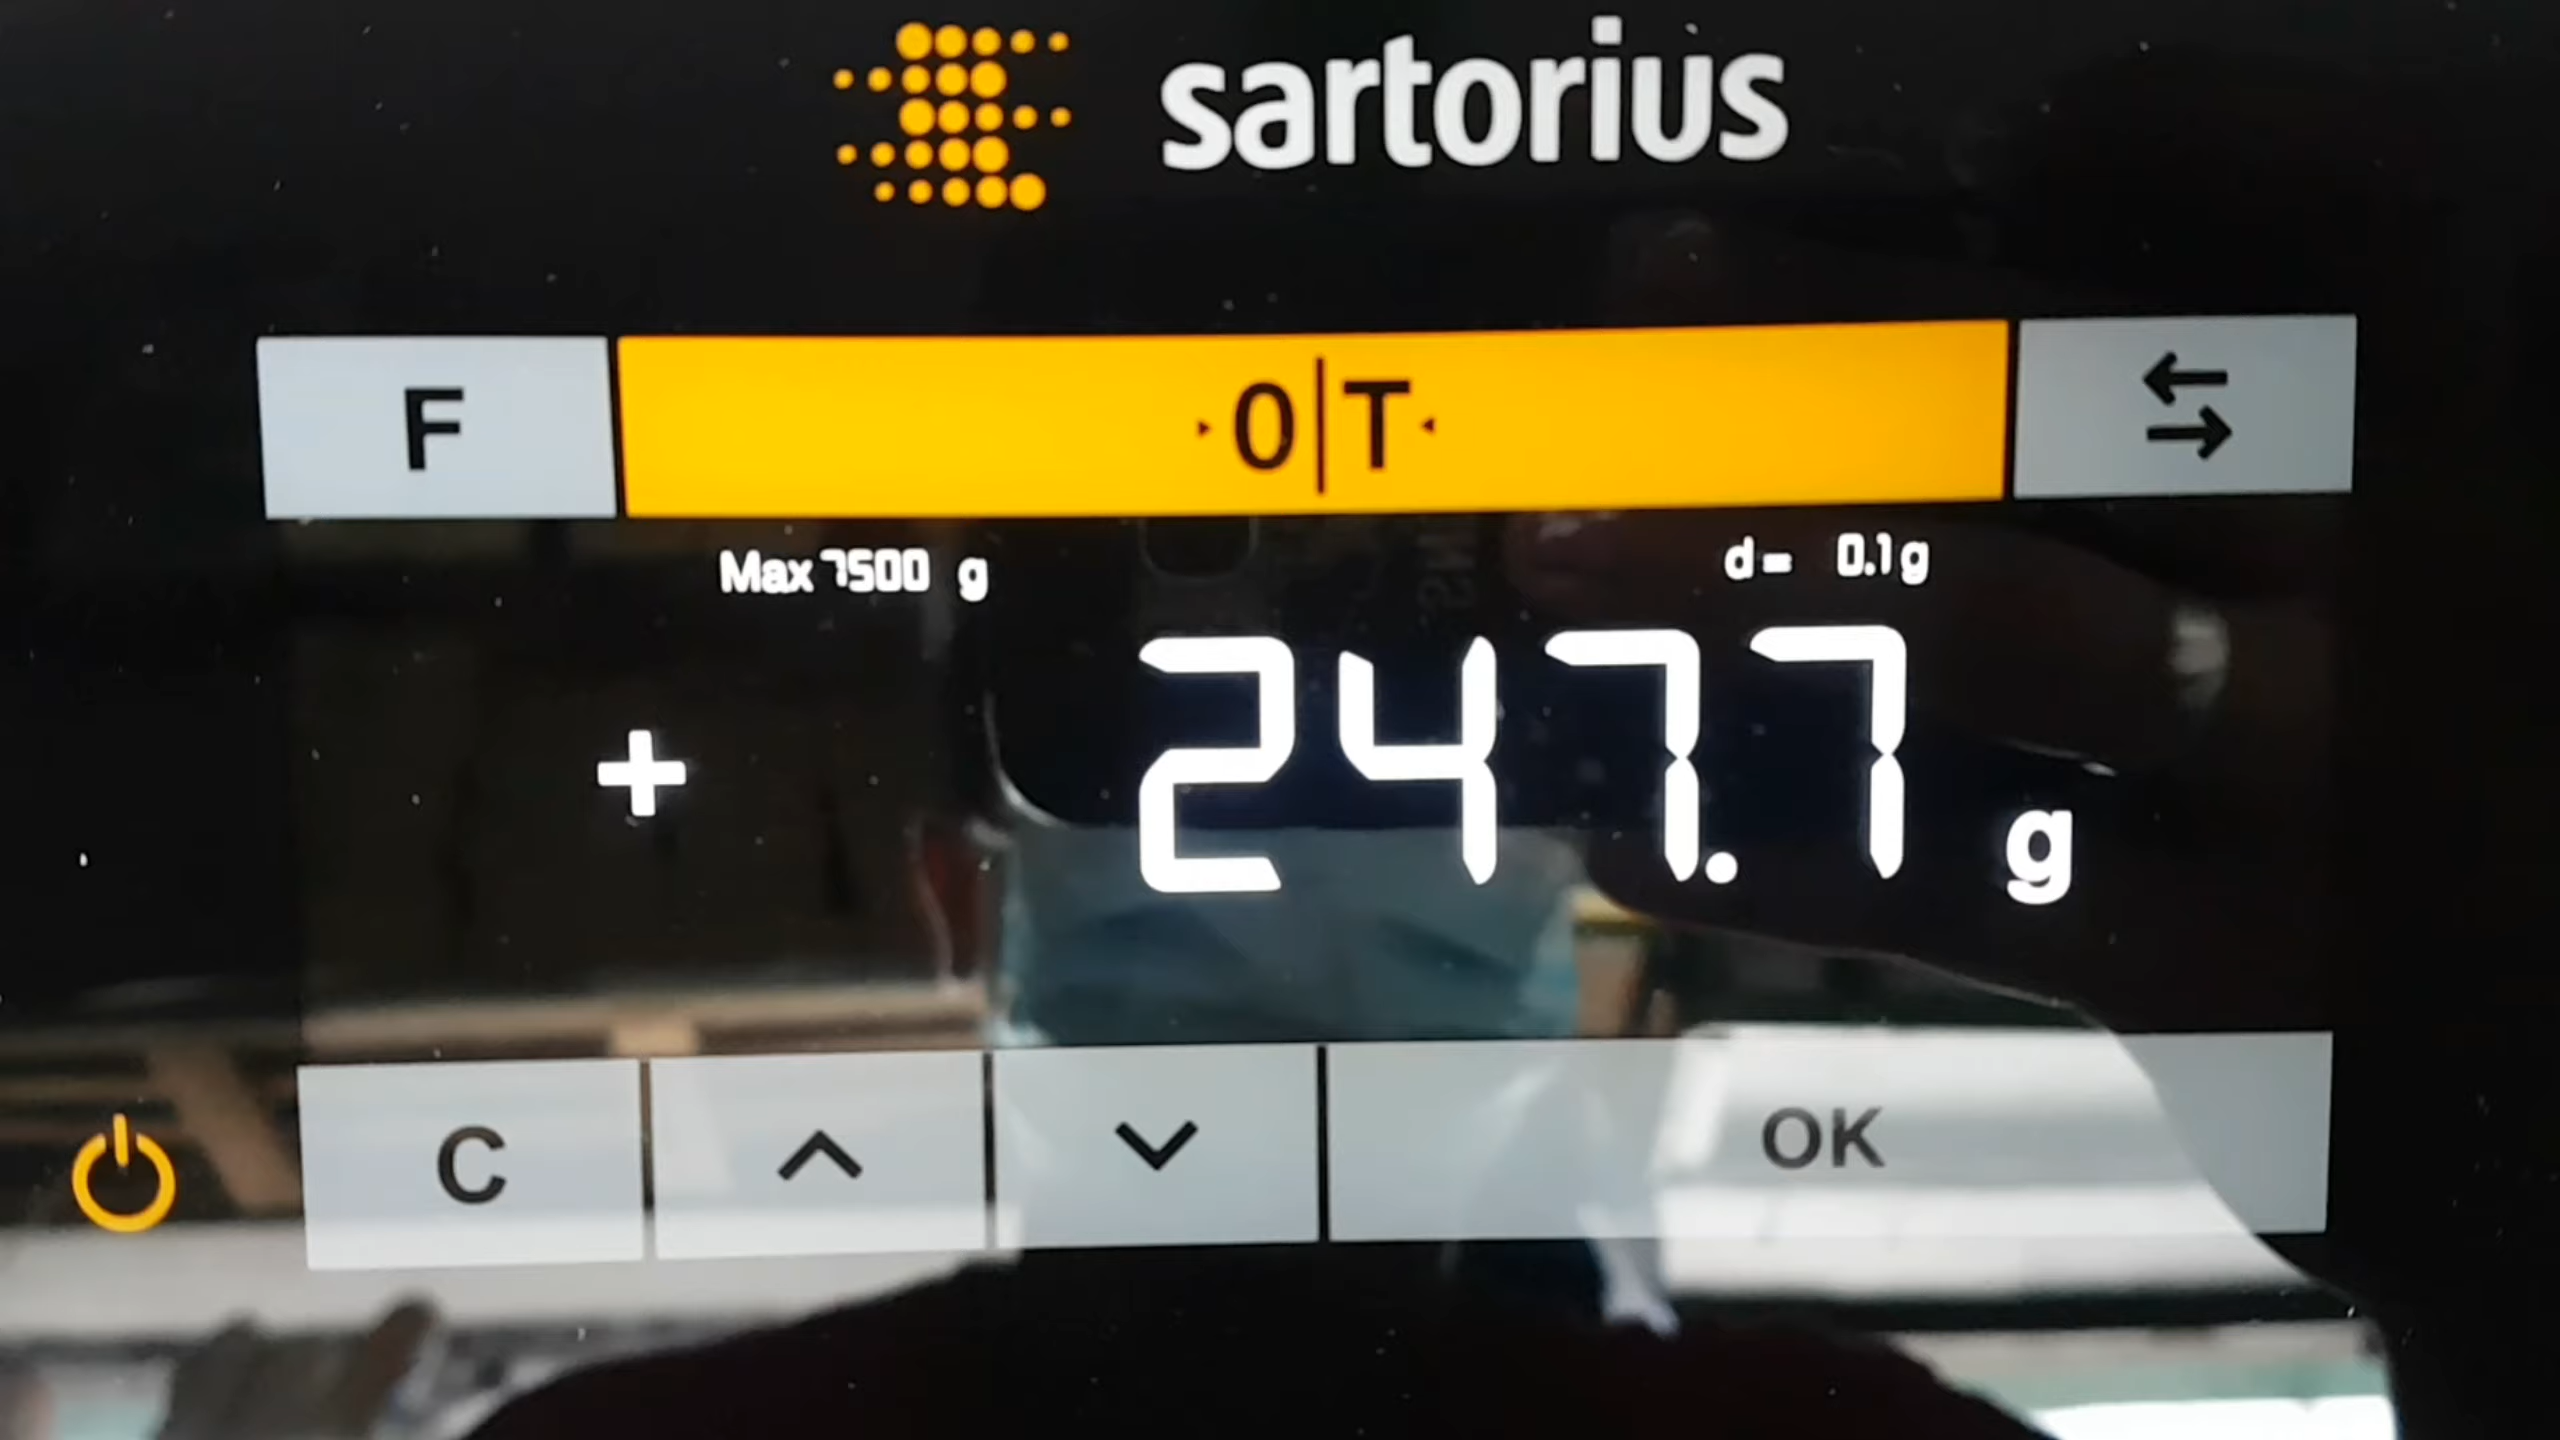 sartorius
F 0|T ⇆
Max 7500 g d= 0.1g
+ 247.7 g
C OK